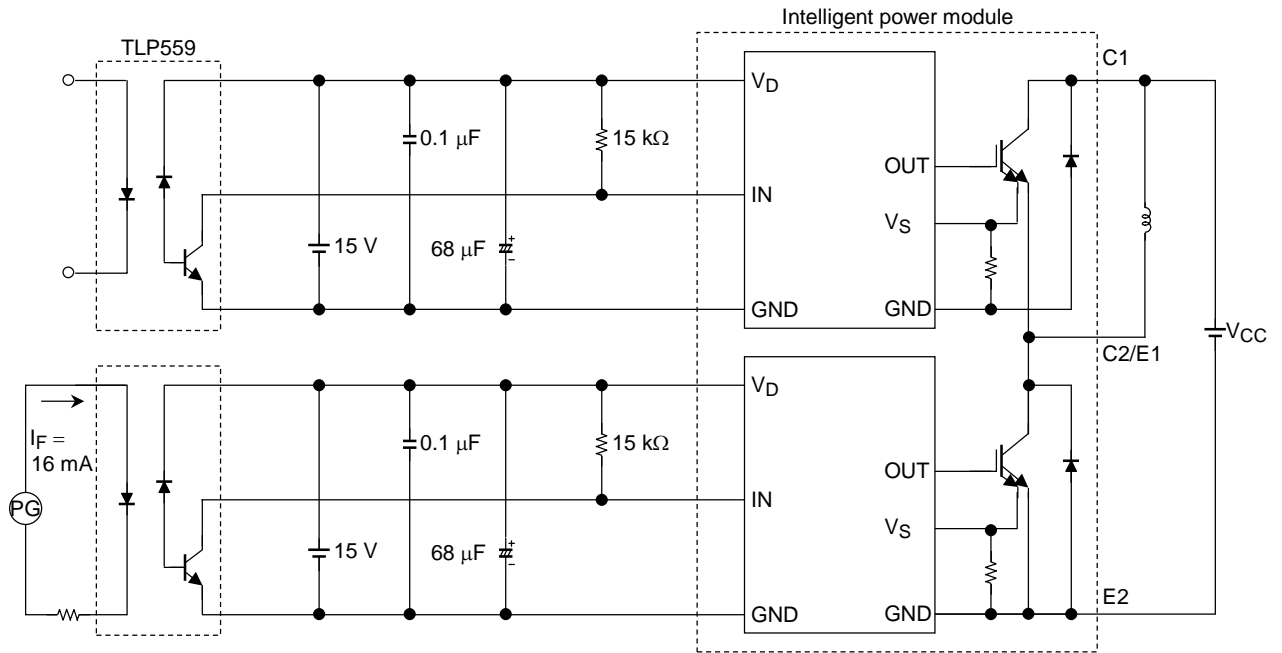 Intelligent power module
TLP559
C1
V_D
0.1 μF
15 kΩ
OUT
IN
V_S
15 V
68 μF
+
−
GND
GND
V_CC
C2/E1
V_D
I_F =
16 mA
0.1 μF
15 kΩ
OUT
PG
IN
V_S
15 V
68 μF
+
−
GND
GND
E2